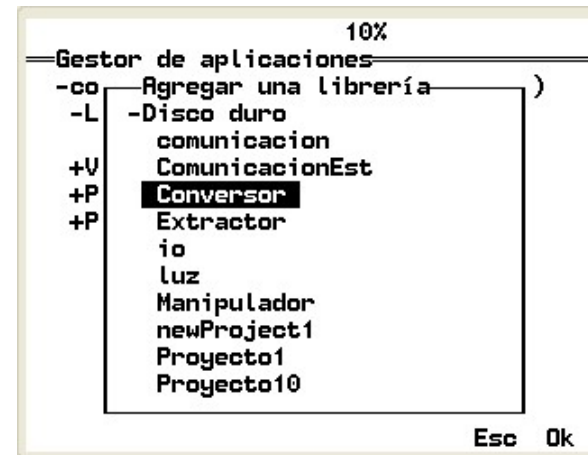 10%
Gestor de aplicaciones
-co Agregar una librería )
-L -Disco duro
comunicacion
+V ComunicacionEst
+P Conversor
+P Extractor
io
luz
Manipulador
newProject1
Proyecto1
Proyecto10
Esc Ok